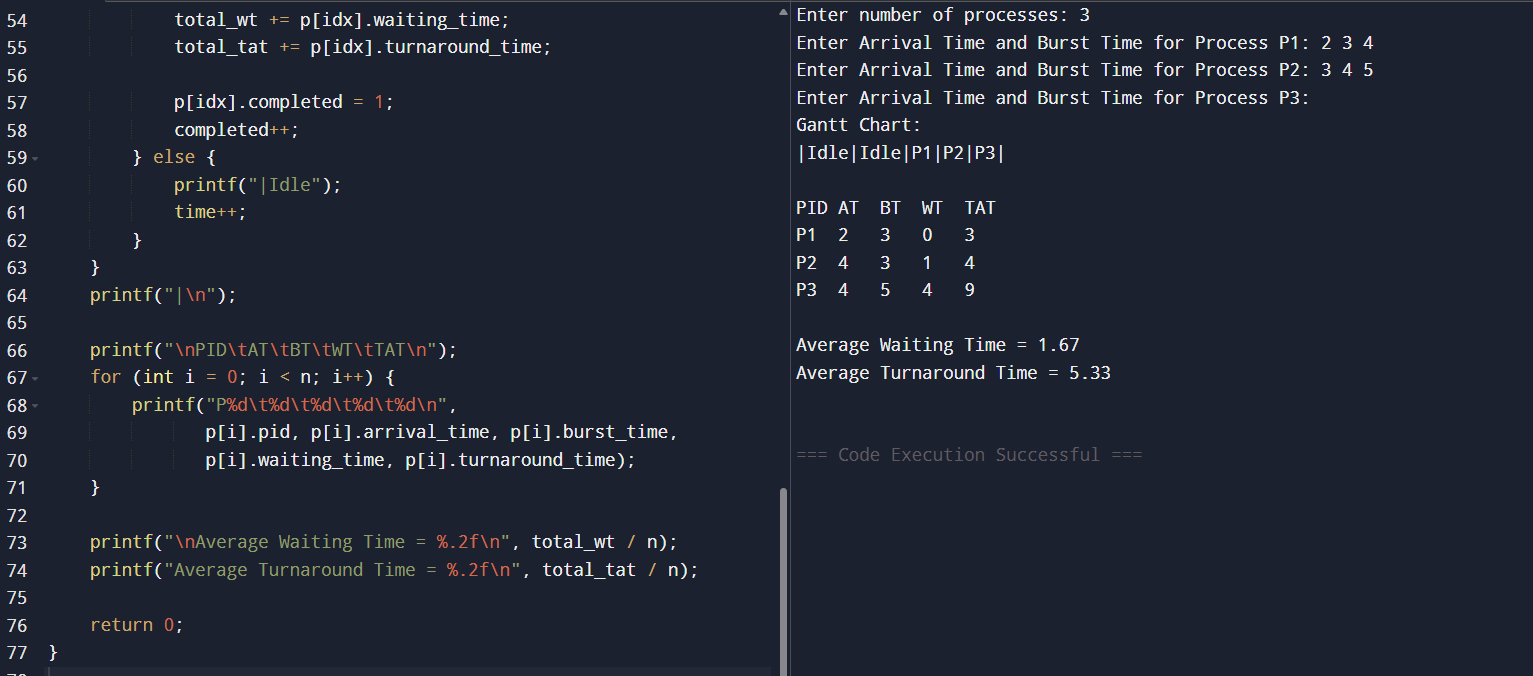 54 total_wt += p[idx].waiting_time;
55 total_tat += p[idx].turnaround_time;
56
57 p[idx].completed = 1;
58 completed++;
59 } else {
60 printf("|Idle");
61 time++;
62 }
63 }
64 printf("|\n");
65
66 printf("\nPID\tAT\tBT\tWT\tTAT\n");
67 for (int i = 0; i < n; i++) {
68 printf("P%d\t%d\t%d\t%d\t%d\n",
69 p[i].pid, p[i].arrival_time, p[i].burst_time,
70 p[i].waiting_time, p[i].turnaround_time);
71 }
72
73 printf("\nAverage Waiting Time = %.2f\n", total_wt / n);
74 printf("Average Turnaround Time = %.2f\n", total_tat / n);
75
76 return 0;
77 }
Enter number of processes: 3
Enter Arrival Time and Burst Time for Process P1: 2 3 4
Enter Arrival Time and Burst Time for Process P2: 3 4 5
Enter Arrival Time and Burst Time for Process P3:
Gantt Chart:
|Idle|Idle|P1|P2|P3|
PID AT BT WT TAT
P1 2 3 0 3
P2 4 3 1 4
P3 4 5 4 9
Average Waiting Time = 1.67
Average Turnaround Time = 5.33
=== Code Execution Successful ===